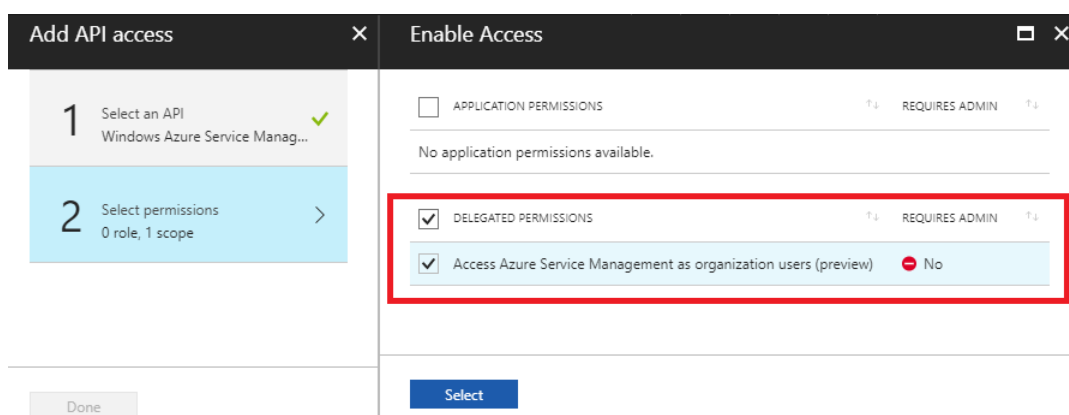 Add API access
Enable Access
1
Select an API
Windows Azure Service Manag...
2
Select permissions
0 role, 1 scope
Done
APPLICATION PERMISSIONS
REQUIRES ADMIN
No application permissions available.
DELEGATED PERMISSIONS
REQUIRES ADMIN
Access Azure Service Management as organization users (preview)
No
Select